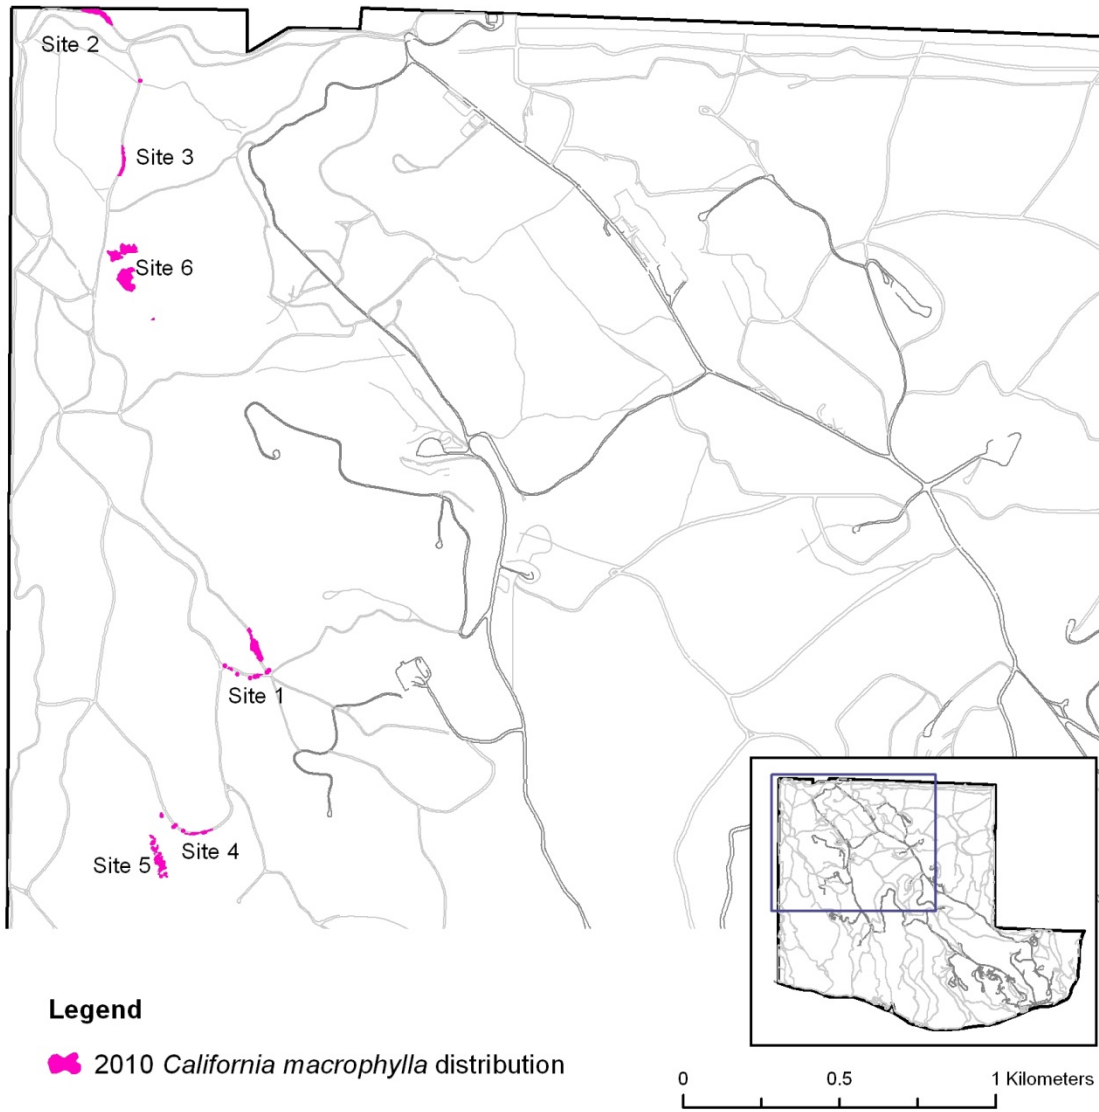 Site 2
Site 3
Site 6
Site 1
Site 4
Site 5
Legend
2010 California macrophylla distribution
0 0.5 1 Kilometers